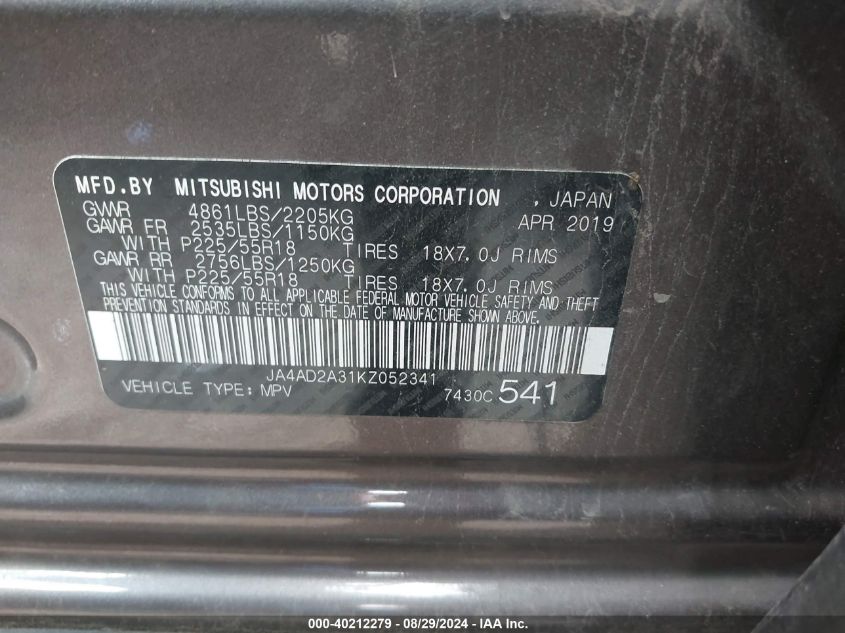 MFD.BY MITSUBISHI MOTORS CORPORATION , JAPAN
GVWR 4861LBS/2205KG APR 2019
GAWR FR 2535LBS/1150KG
WITH P225/55R18 TIRES 18X7.0J RIMS
GAWR RR 2756LBS/1250KG
WITH P225/55R18 TIRES 18X7.0J RIMS
THIS VEHICLE CONFORMS TO ALL APPLICABLE FEDERAL MOTOR VEHICLE SAFETY AND THEFT
PREVENTION STANDARDS IN EFFECT ON THE DATE OF MANUFACTURE SHOWN ABOVE.
JA4AD2A31KZ052341
VEHICLE TYPE: MPV 7430C 541
000-40212279 - 08/29/2024 - IAA Inc.